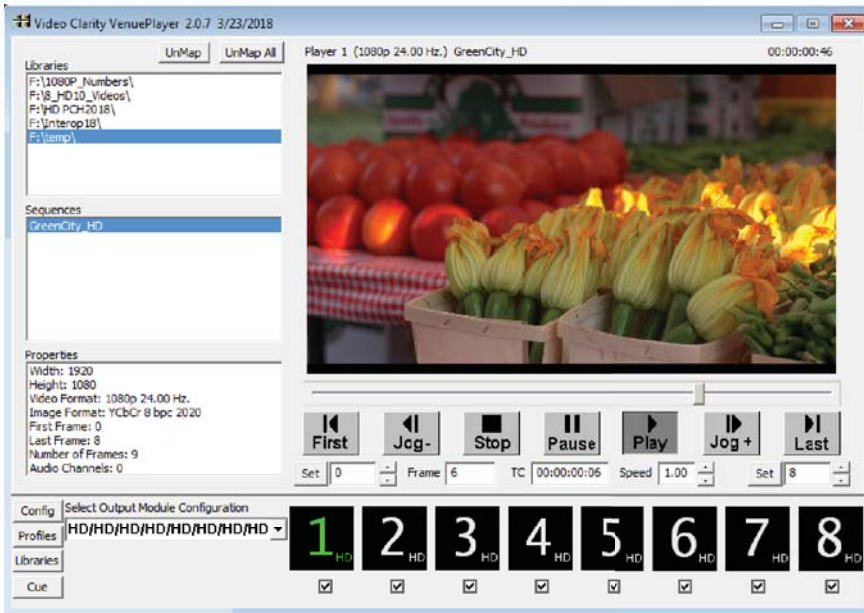 Video Clarity VenuePlayer 2.0.7 3/23/2018
UnMap
UnMap All
Libraries
F:\1080P_Numbers\
F:\8_HD10_Videos\
F:\HD PCH2018\
F:\Interop18\
F:\temp\
Sequences
GreenCity_HD
Properties
Width: 1920
Height: 1080
Video Format: 1080p 24.00 Hz.
Image Format: YCbCr 8 bpc 2020
First Frame: 0
Last Frame: 8
Number of Frames: 9
Audio Channels: 0
Player 1 (1080p 24.00 Hz.) GreenCity_HD
00:00:00:46
First
Jog-
Stop
Pause
Play
Jog +
Last
Set 0 Frame 6 TC 00:00:00:06 Speed 1.00 Set 8
Config
Profiles
Libraries
Cue
Select Output Module Configuration
HD/HD/HD/HD/HD/HD/HD/HD
1 HD
2 HD
3 HD
4 HD
5 HD
6 HD
7 HD
8 HD